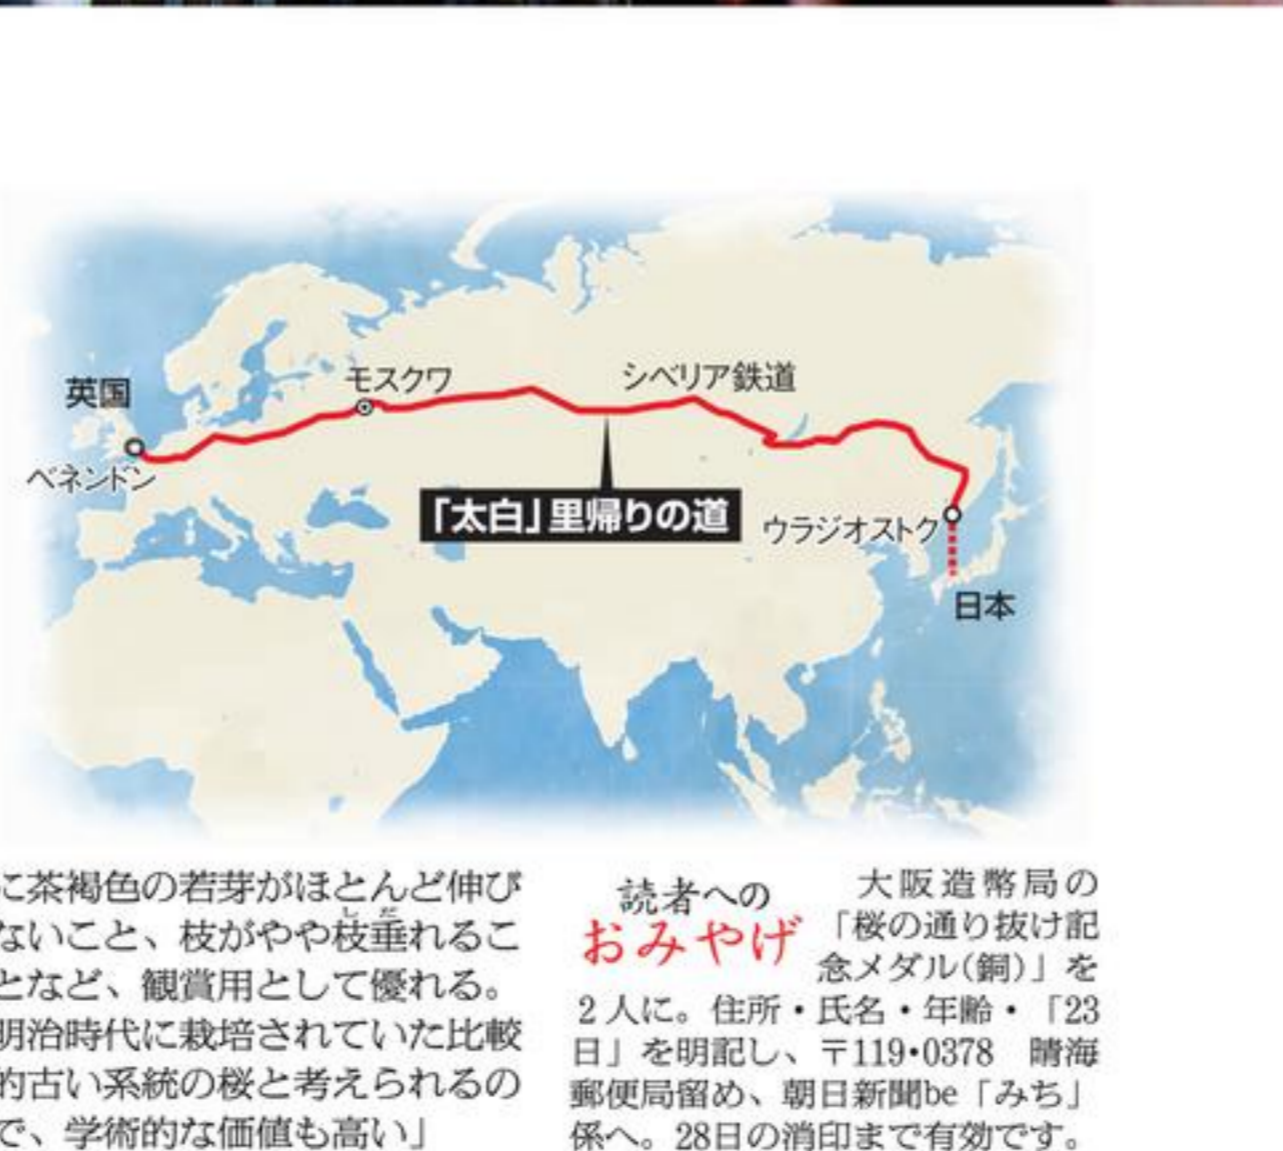 英国
モスクワ
シベリア鉄道
ベネンドン
「太白」里帰りの道
ウラジオストク
日本
に茶褐色の若芽がほとんど伸び
ないこと、枝がやや枝垂れるこ
しだ
となど、観賞用として優れる。
明治時代に栽培されていた比較
的古い系統の桜と考えられるの
で、学術的な価値も高い」
読者への
おみやげ
大阪造幣局の
「桜の通り抜け記
念メダル(銅)」を
2人に。住所・氏名・年齢・「23
日」を明記し、〒119・0378 晴海
郵便局留め、朝日新聞be「みち」
係へ。28日の消印まで有効です。